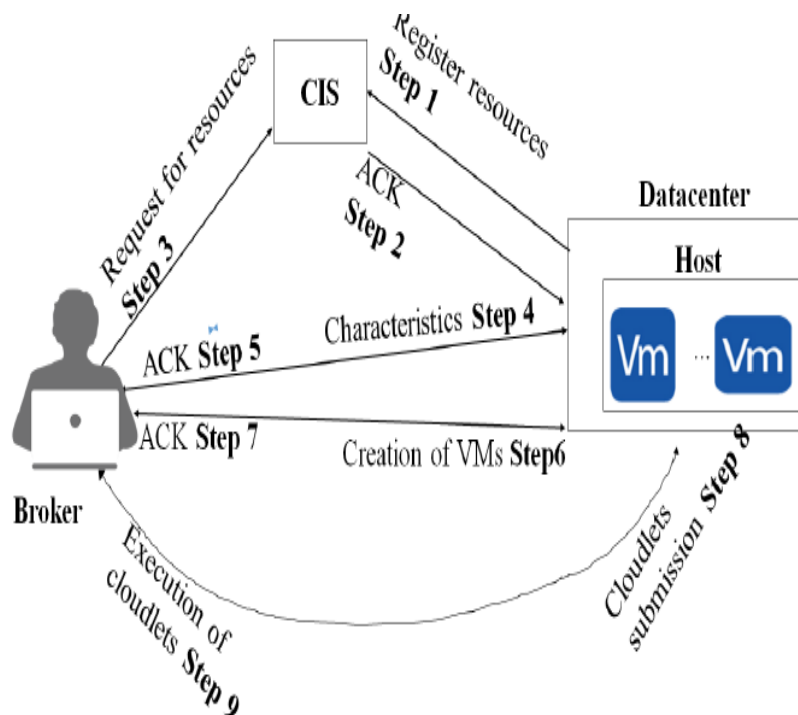 CIS
Register resources
Step 1
ACK
Step 2
Request for resources
Step 3
Datacenter
Host
Vm
...
Vm
Characteristics Step 4
ACK Step 5
ACK Step 7
Creation of VMs Step6
Broker
Cloudlets
submission Step 8
Execution of
cloudlets Step 9